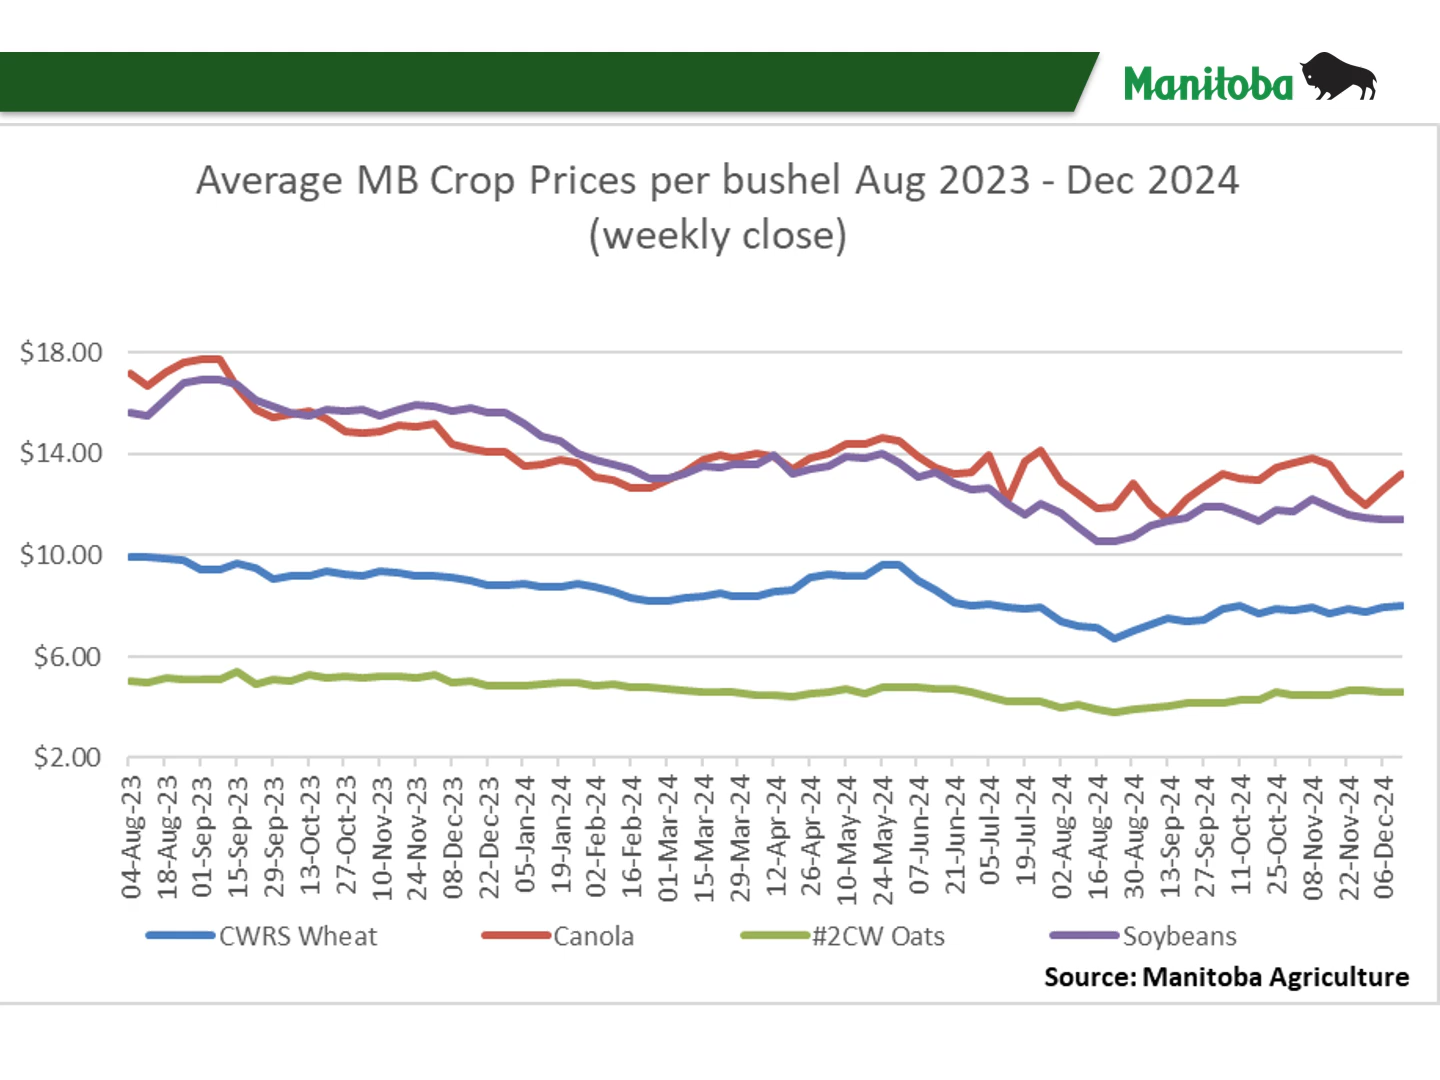 Manitoba
Average MB Crop Prices per bushel Aug 2023 - Dec 2024
(weekly close)
$18.00
$14.00
$10.00
$6.00
$2.00
04-Aug-23
18-Aug-23
01-Sep-23
15-Sep-23
29-Sep-23
13-Oct-23
27-Oct-23
10-Nov-23
24-Nov-23
08-Dec-23
22-Dec-23
05-Jan-24
19-Jan-24
02-Feb-24
16-Feb-24
01-Mar-24
15-Mar-24
29-Mar-24
12-Apr-24
26-Apr-24
10-May-24
24-May-24
07-Jun-24
21-Jun-24
05-Jul-24
19-Jul-24
02-Aug-24
16-Aug-24
30-Aug-24
13-Sep-24
27-Sep-24
11-Oct-24
25-Oct-24
08-Nov-24
22-Nov-24
06-Dec-24
CWRS Wheat
Canola
#2CW Oats
Soybeans
Source: Manitoba Agriculture